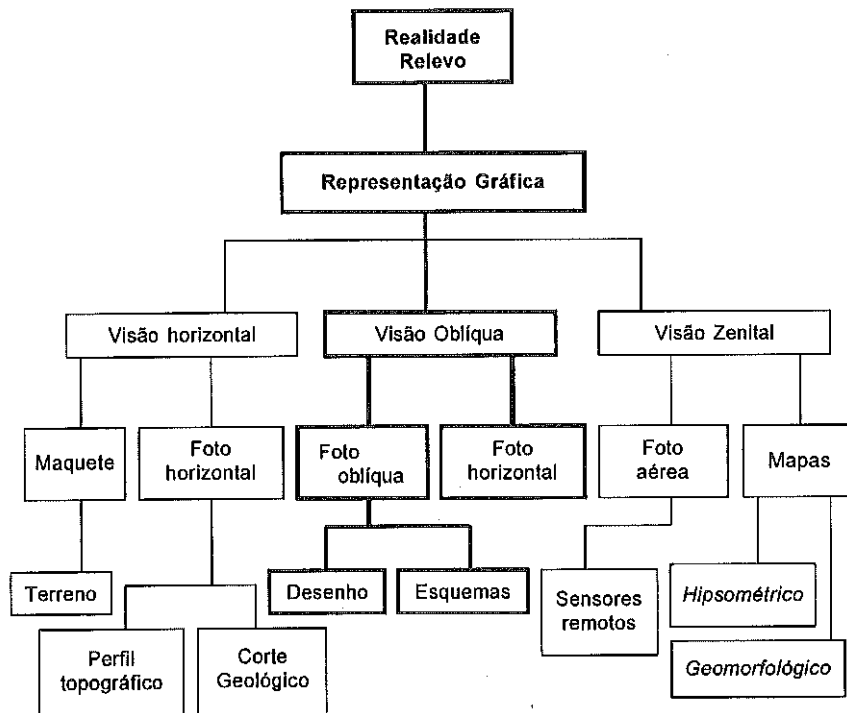 Realidade
Relevo
Representação Gráfica
Visão horizontal
Visão Oblíqua
Visão Zenital
Maquete
Foto
horizontal
Foto
oblíqua
Foto
horizontal
Foto
aérea
Mapas
Terreno
Perfil
topográfico
Corte
Geológico
Desenho
Esquemas
Sensores
remotos
Hipsométrico
Geomorfológico